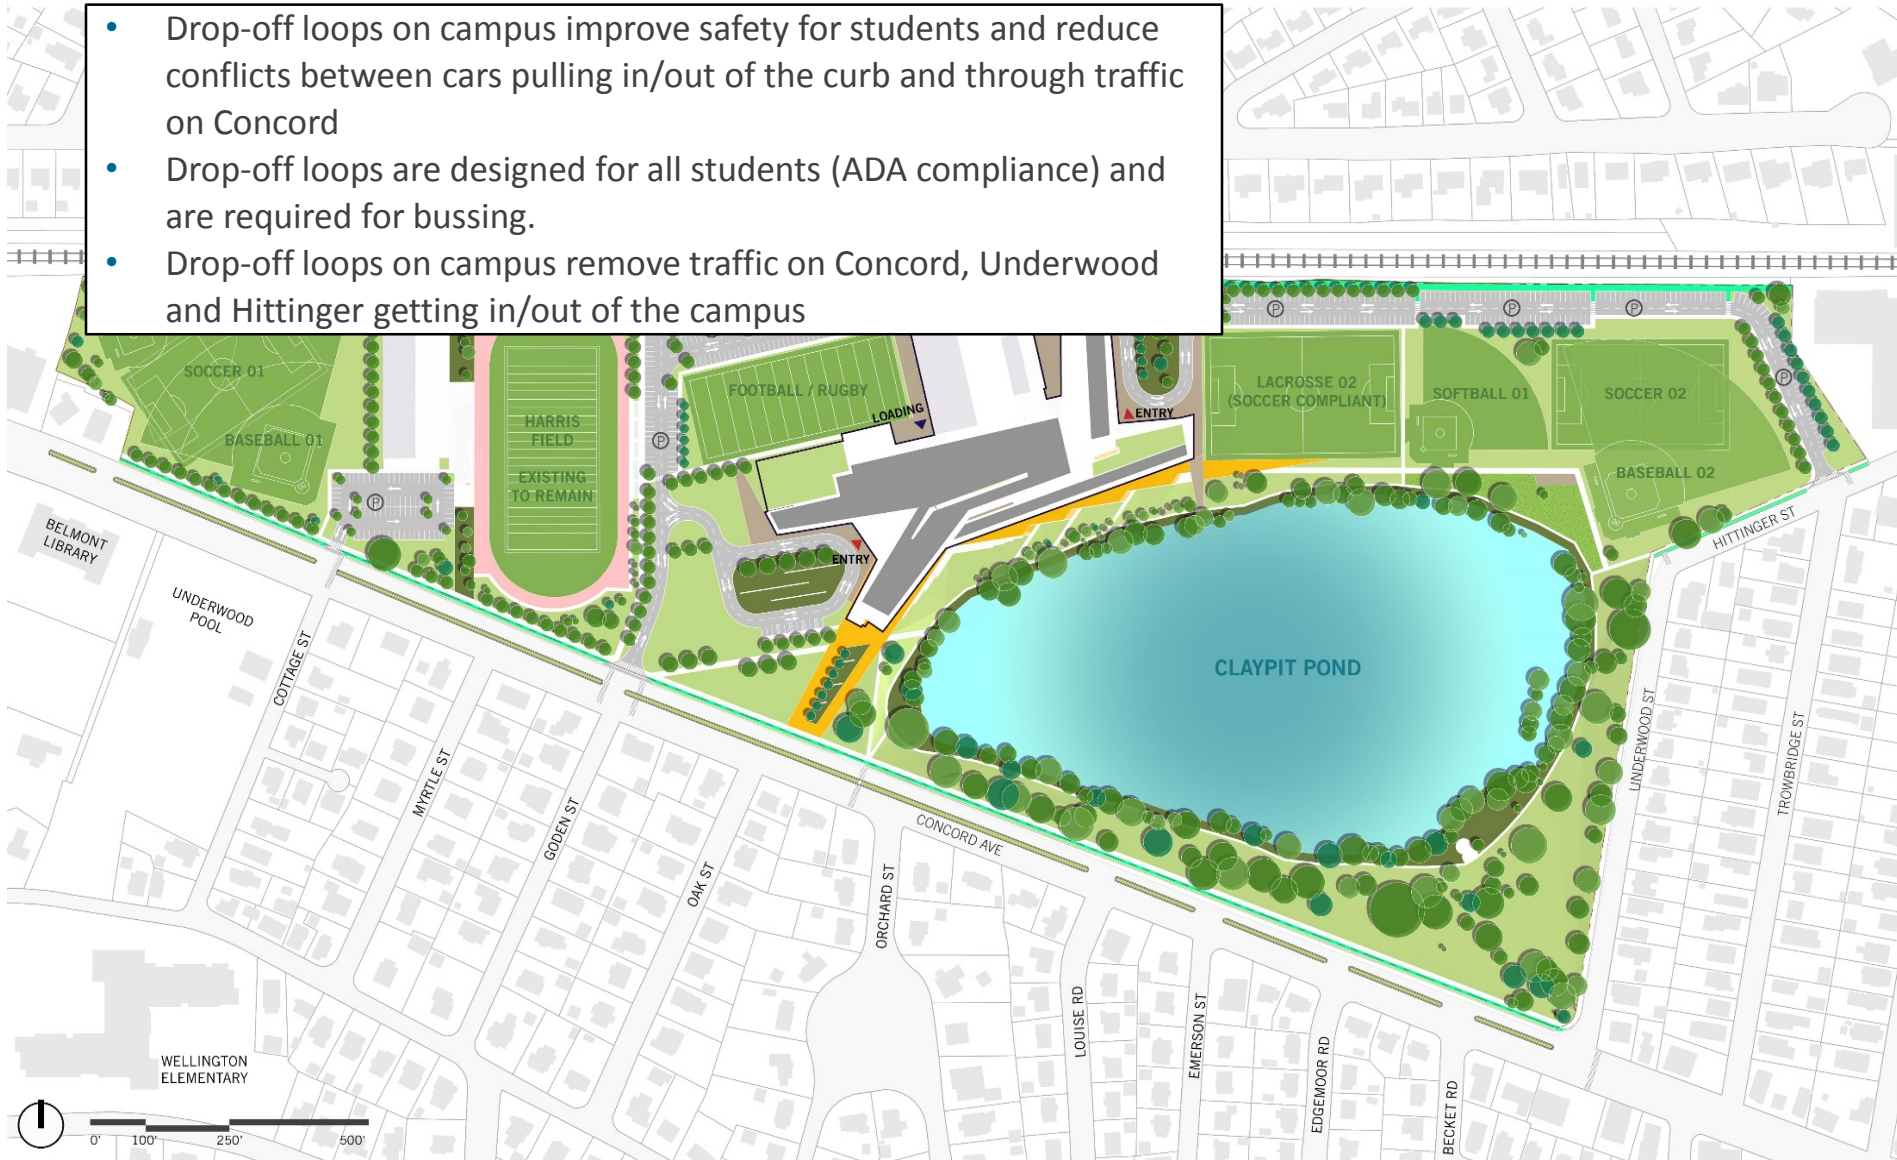 • Drop-off loops on campus improve safety for students and reduce
conflicts between cars pulling in/out of the curb and through traffic
on Concord
• Drop-off loops are designed for all students (ADA compliance) and
are required for bussing.
• Drop-off loops on campus remove traffic on Concord, Underwood
and Hittinger getting in/out of the campus
P
P
P
SOCCER 01
BASEBALL 01
HARRIS
FIELD
EXISTING
TO REMAIN
P
P
FOOTBALL / RUGBY
LOADING
ENTRY
ENTRY
LACROSSE 02
(SOCCER COMPLIANT)
SOFTBALL 01
SOCCER 02
P
BASEBALL 02
HITTINGER ST
BELMONT
LIBRARY
UNDERWOOD
POOL
CLAYPIT POND
COTTAGE ST
MYRTLE ST
GODEN ST
OAK ST
ORCHARD ST
CONCORD AVE
UNDERWOOD ST
TROWBRIDGE ST
LOUISE RD
EMERSON ST
EDGEMOOR RD
BECKET RD
WELLINGTON
ELEMENTARY
0' 100' 250' 500'